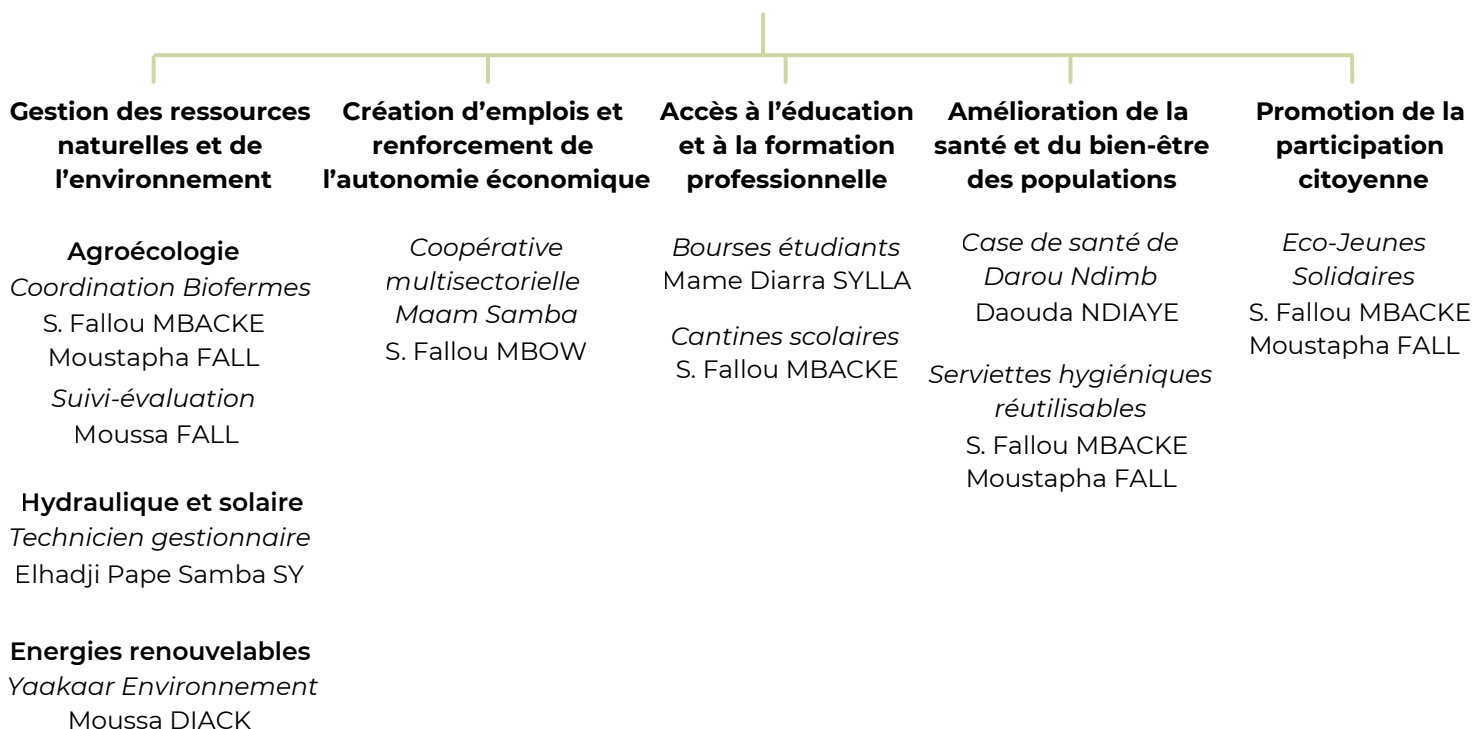 Gestion des ressources
naturelles et de
l’environnement
Agroécologie
Coordination Biofermes
S. Fallou MBACKE
Moustapha FALL
Suivi-évaluation
Moussa FALL
Hydraulique et solaire
Technicien gestionnaire
Elhadji Pape Samba SY
Energies renouvelables
Yaakaar Environnement
Moussa DIACK
Création d’emplois et
renforcement de
l’autonomie économique
Coopérative
multisectorielle
Maam Samba
S. Fallou MBOW
Accès à l’éducation
et à la formation
professionnelle
Bourses étudiants
Mame Diarra SYLLA
Cantines scolaires
S. Fallou MBACKE
Amélioration de la
santé et du bien-être
des populations
Case de santé de
Darou Ndimb
Daouda NDIAYE
Serviettes hygiéniques
réutilisables
S. Fallou MBACKE
Moustapha FALL
Promotion de la
participation
citoyenne
Eco-Jeunes
Solidaires
S. Fallou MBACKE
Moustapha FALL